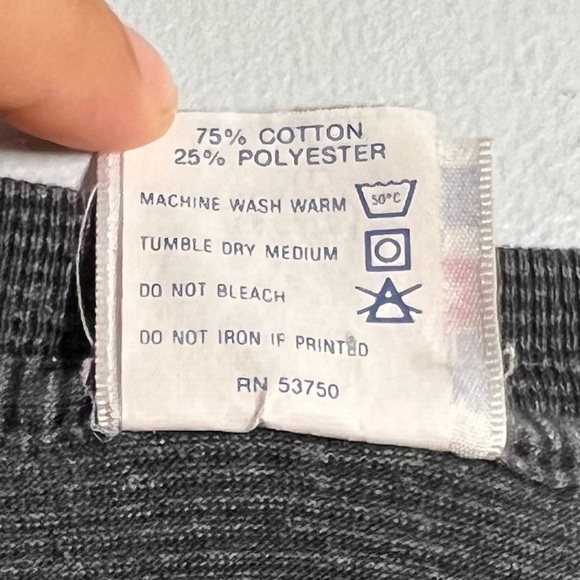 75% COTTON
25% POLYESTER
MACHINE WASH WARM 50°C
TUMBLE DRY MEDIUM
DO NOT BLEACH
DO NOT IRON IF PRINTED
RN 53750